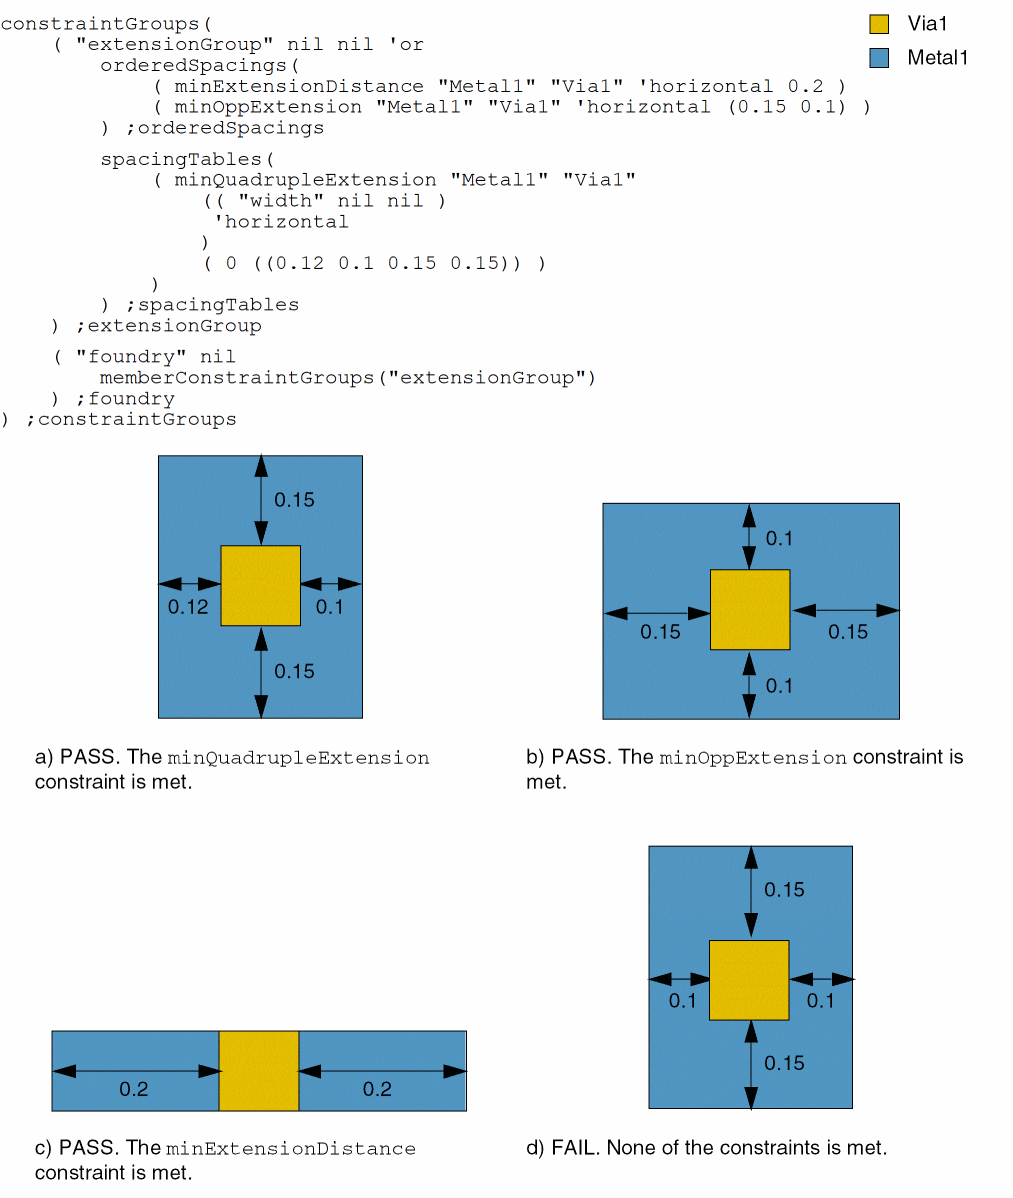 constraintGroups(
    ( "extensionGroup" nil nil 'or
        orderedSpacings(
            ( minExtensionDistance "Metal1" "Via1" 'horizontal 0.2 )
            ( minOppExtension "Metal1" "Via1" 'horizontal (0.15 0.1) )
        ) ;orderedSpacings
        spacingTables(
            ( minQuadrupleExtension "Metal1" "Via1"
                (( "width" nil nil )
                 'horizontal
                )
                ( 0 ((0.12 0.1 0.15 0.15)) )
            )
        ) ;spacingTables
    ) ;extensionGroup
    ( "foundry" nil
        memberConstraintGroups("extensionGroup")
    ) ;foundry
) ;constraintGroups
Via1
Metal1
0.15
0.12
0.1
0.15
a) PASS. The minQuadrupleExtension
constraint is met.
0.1
0.15
0.15
0.1
b) PASS. The minOppExtension constraint is
met.
0.2
0.2
c) PASS. The minExtensionDistance
constraint is met.
0.15
0.1
0.1
0.15
d) FAIL. None of the constraints is met.